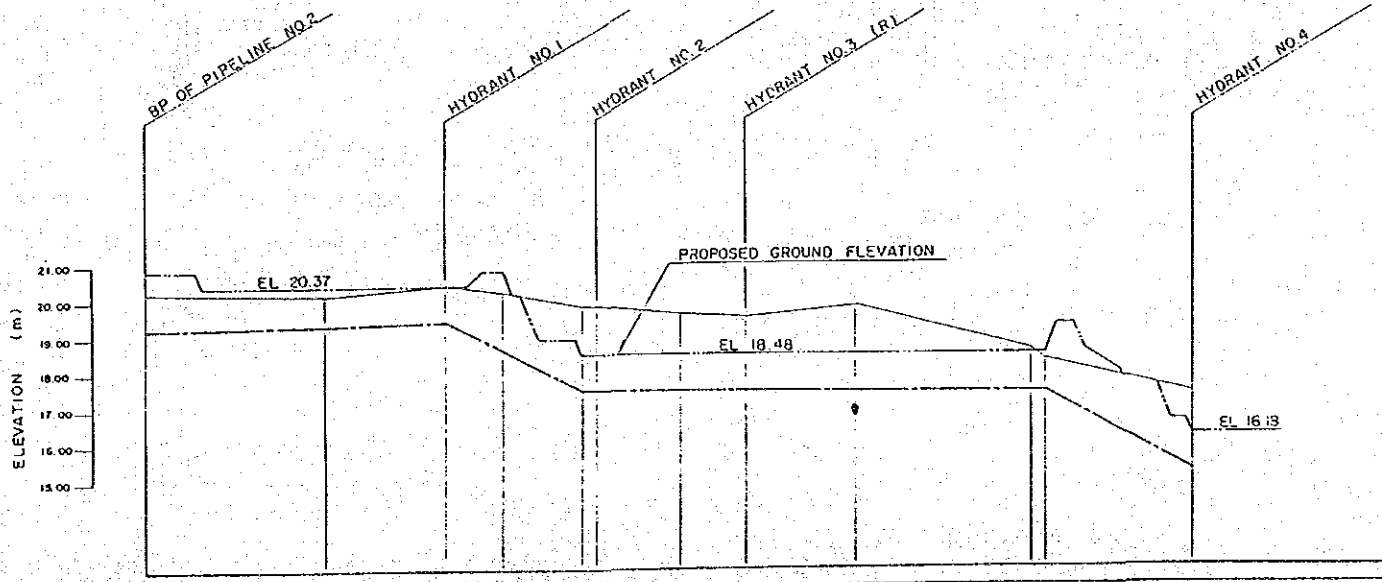 BP OF PIPELINE NO.2
HYDRANT NO.1
HYDRANT NO.2
HYDRANT NO.3 (R)
HYDRANT NO.4
PROPOSED GROUND ELEVATION
ELEVATION (m)
21.00
20.00
19.00
18.00
17.00
16.00
15.00
EL 20.37
EL 18.48
EL 16.13